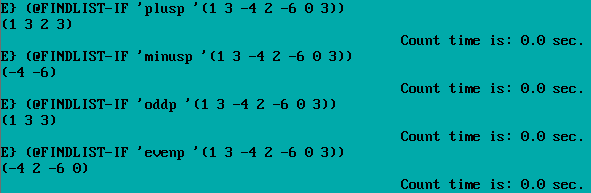 E} (@FINDLIST-IF 'plusp '(1 3 -4 2 -6 0 3))
(1 3 2 3)
Count time is: 0.0 sec.
E} (@FINDLIST-IF 'minusp '(1 3 -4 2 -6 0 3))
(-4 -6)
Count time is: 0.0 sec.
E} (@FINDLIST-IF 'oddp '(1 3 -4 2 -6 0 3))
(1 3 3)
Count time is: 0.0 sec.
E} (@FINDLIST-IF 'evenp '(1 3 -4 2 -6 0 3))
(-4 2 -6 0)
Count time is: 0.0 sec.